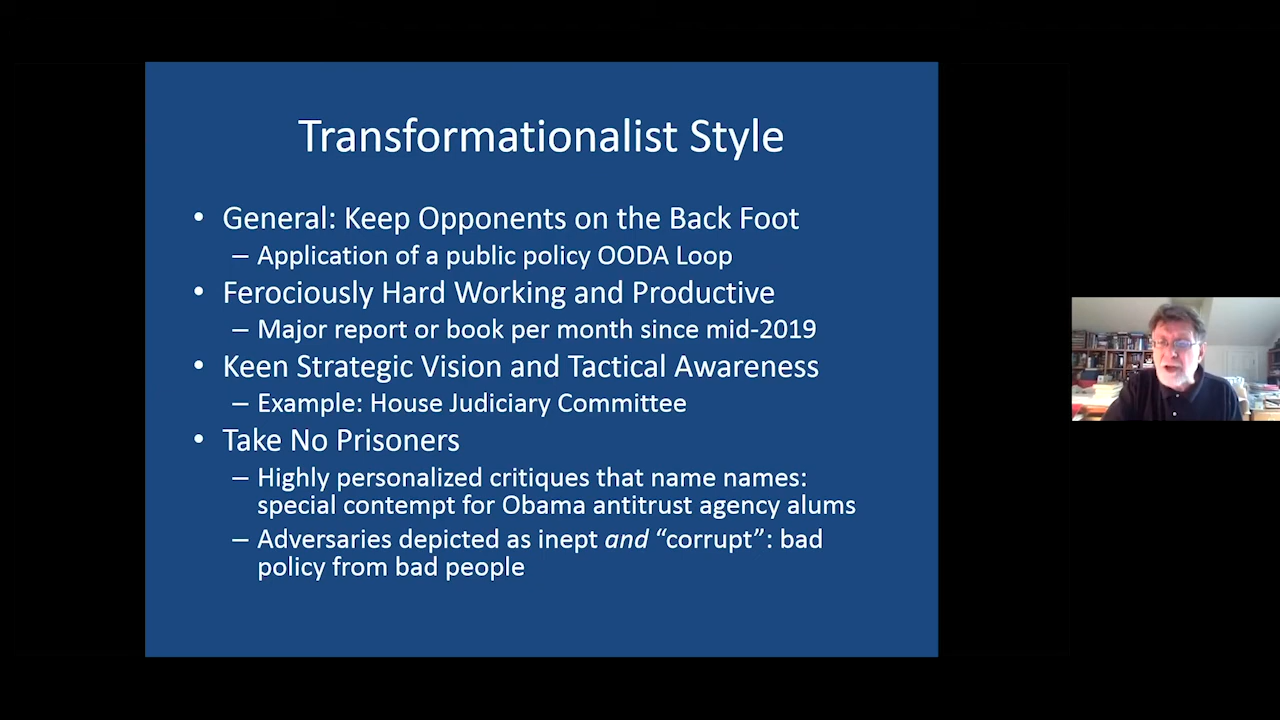 Transformationalist Style
• General: Keep Opponents on the Back Foot
– Application of a public policy OODA Loop
• Ferociously Hard Working and Productive
– Major report or book per month since mid-2019
• Keen Strategic Vision and Tactical Awareness
– Example: House Judiciary Committee
• Take No Prisoners
– Highly personalized critiques that name names:
special contempt for Obama antitrust agency alums
– Adversaries depicted as inept and “corrupt”: bad
policy from bad people